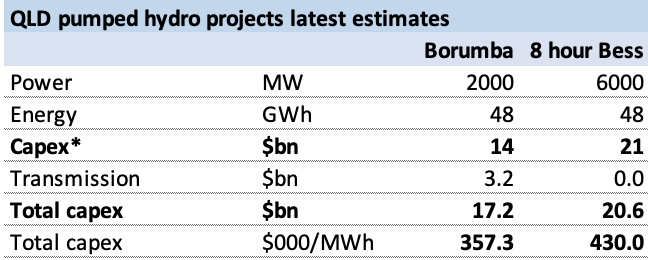 QLD pumped hydro projects latest estimates
Borumba 8 hour Bess
Power MW 2000 6000
Energy GWh 48 48
Capex* $bn 14 21
Transmission $bn 3.2 0.0
Total capex $bn 17.2 20.6
Total capex $000/MWh 357.3 430.0